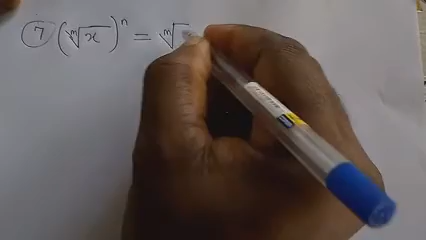 ⑦ (ᵐ√x)ⁿ = ᵐ√